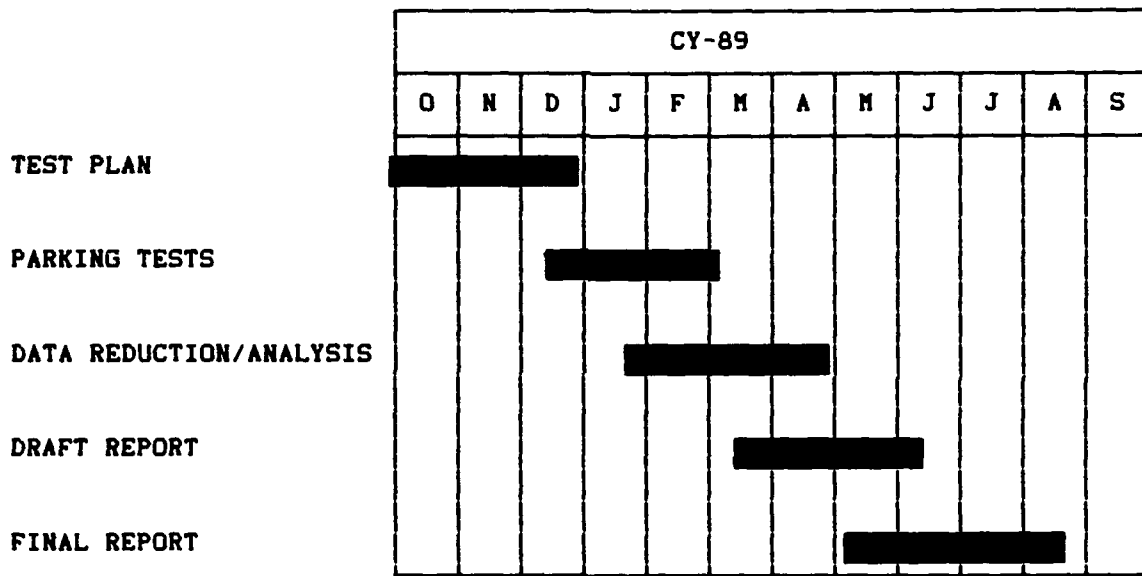 CY-89
O N D J F M A M J J A S
TEST PLAN
PARKING TESTS
DATA REDUCTION/ANALYSIS
DRAFT REPORT
FINAL REPORT